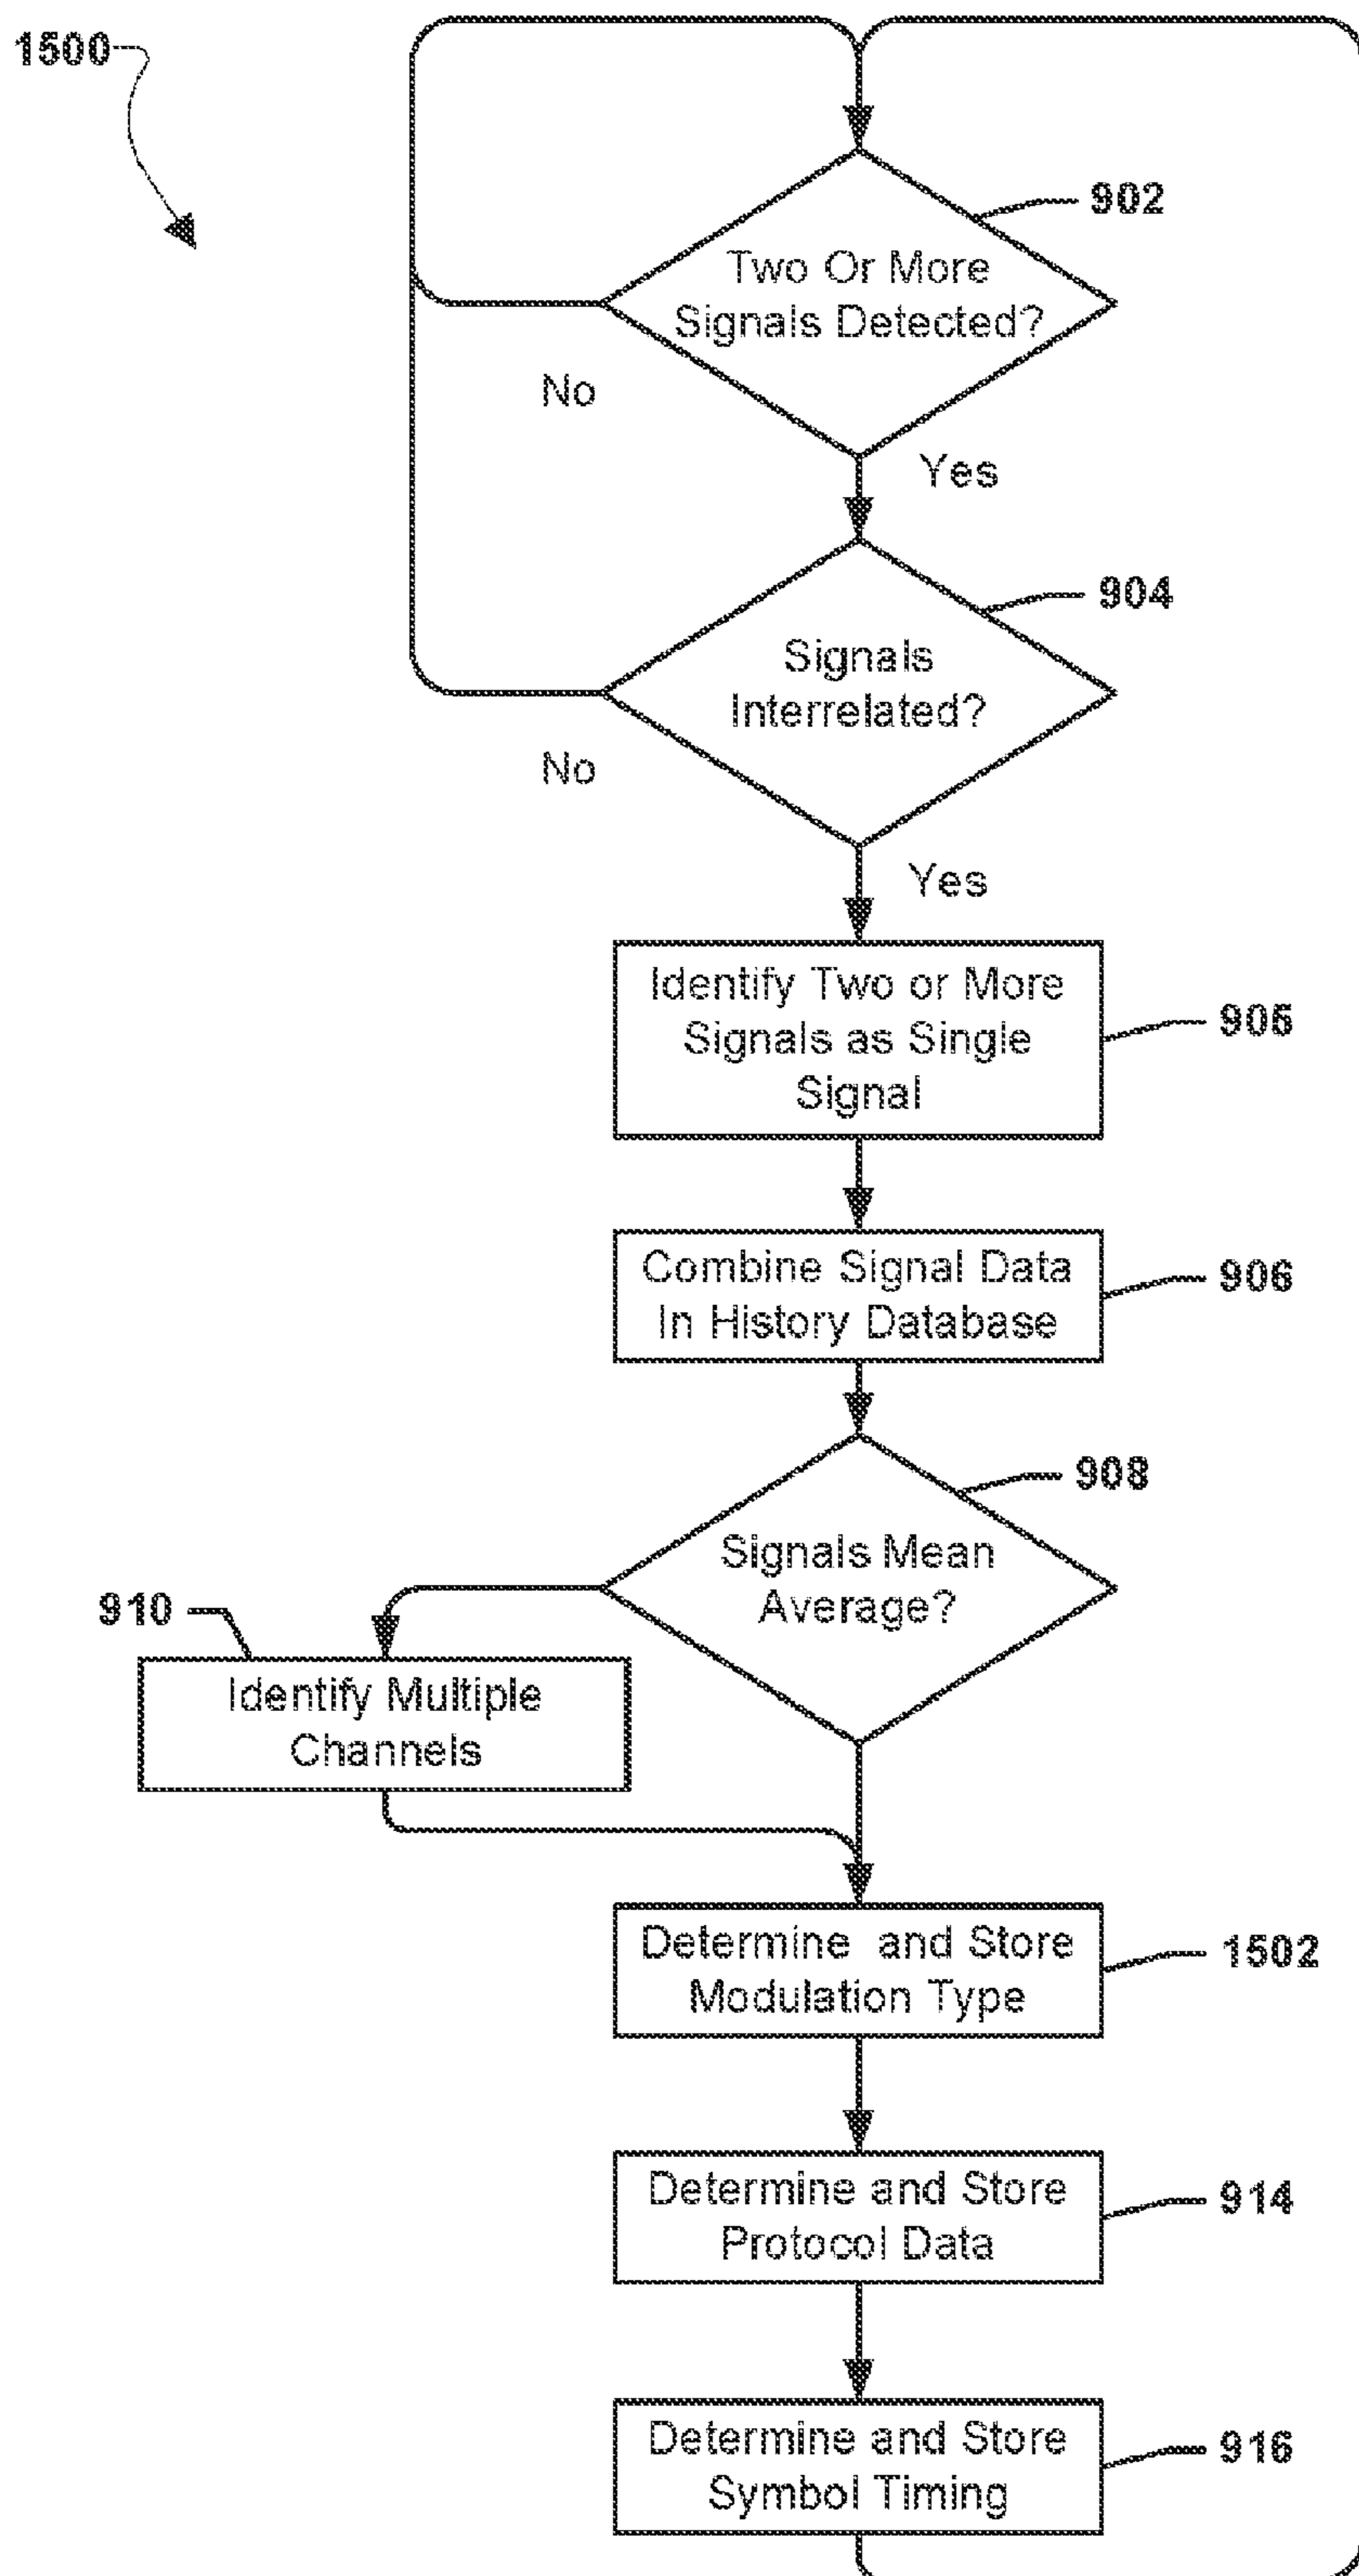 1500
902
Two Or More
Signals Detected?
No
Yes
904
Signals
Interrelated?
No
Yes
Identify Two or More
Signals as Single
Signal
905
Combine Signal Data
In History Database
906
908
Signals Mean
Average?
910
Identify Multiple
Channels
Determine and Store
Modulation Type
1502
Determine and Store
Protocol Data
914
Determine and Store
Symbol Timing
916